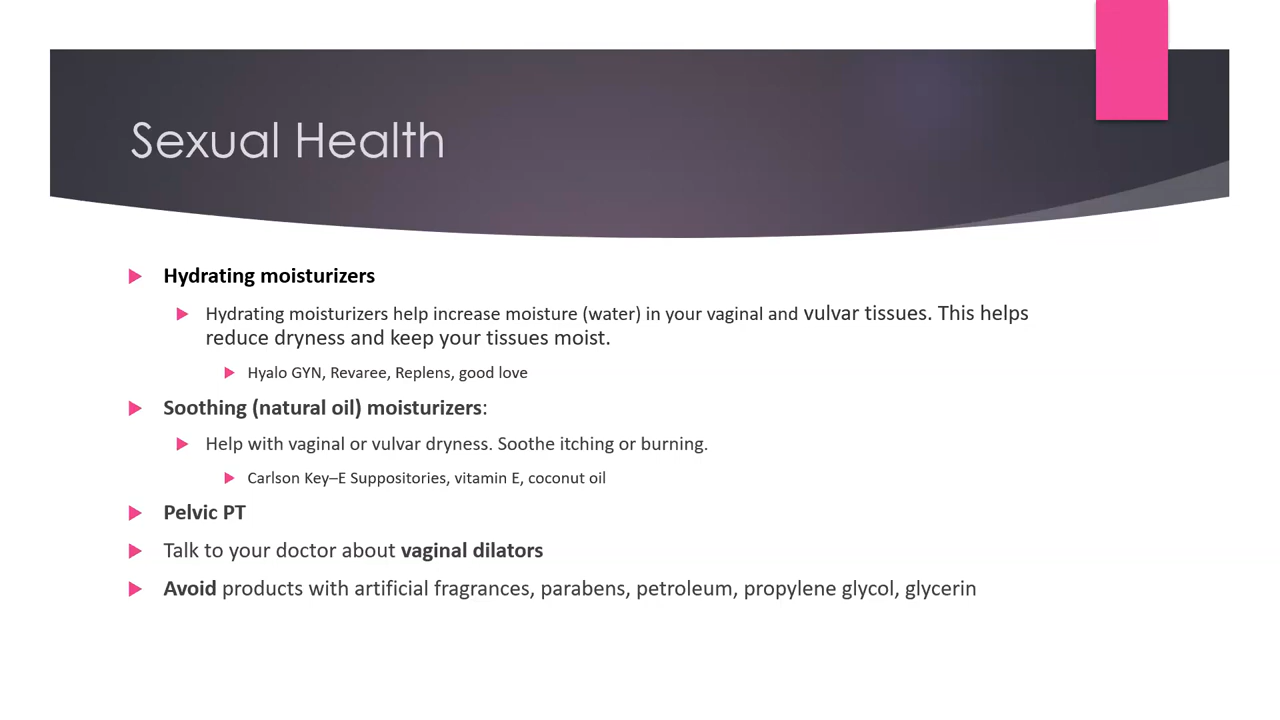 Sexual Health
Hydrating moisturizers
Hydrating moisturizers help increase moisture (water) in your vaginal and vulvar tissues. This helps
reduce dryness and keep your tissues moist.
Hyalo GYN, Revaree, Replens, good love
Soothing (natural oil) moisturizers:
Help with vaginal or vulvar dryness. Soothe itching or burning.
Carlson Key–E Suppositories, vitamin E, coconut oil
Pelvic PT
Talk to your doctor about vaginal dilators
Avoid products with artificial fragrances, parabens, petroleum, propylene glycol, glycerin